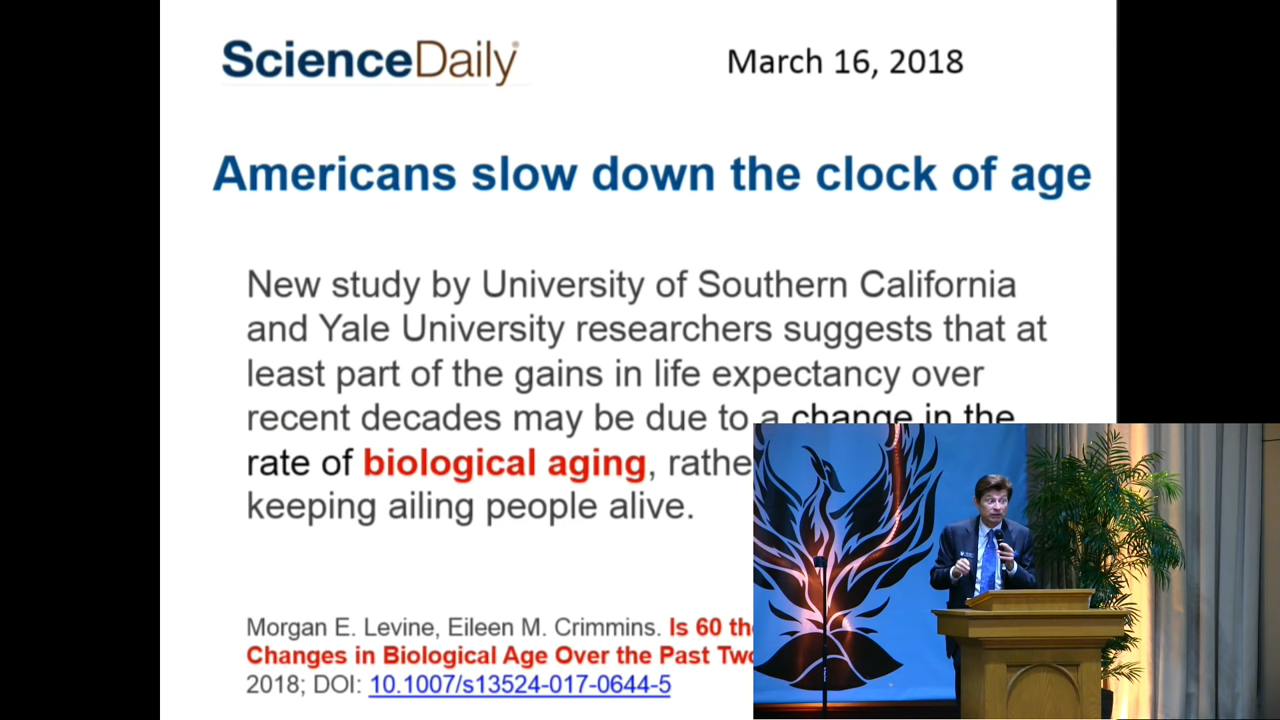 ScienceDaily
March 16, 2018
Americans slow down the clock of age
New study by University of Southern California
and Yale University researchers suggests that at
least part of the gains in life expectancy over
recent decades may be due to a change in the
rate of biological aging,
keeping ailing people alive.
Morgan E. Levine, Eileen M. Crimmins. Is 60
Changes in Biological Age Over the Past
2018; DOI: 10.1007/s13524-017-0644-5